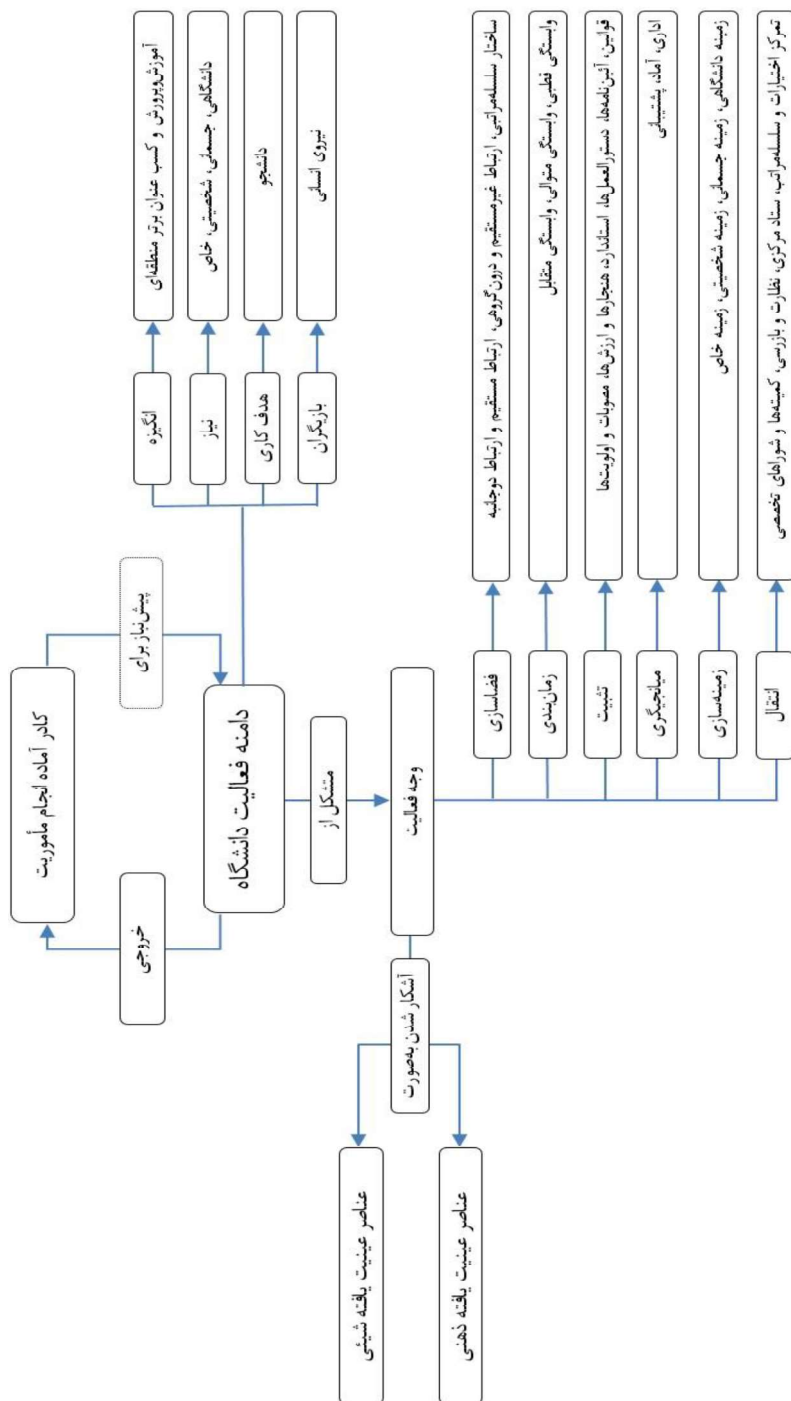 کادر آماده انجام مأموریت
پیش‌نیاز برای
خروجی
دامنه فعالیت دانشگاه
انگیزه
آموزش‌وپرورش و کسب عنوان برتر منطقه‌ای
نیاز
دانشگاهی، جسمانی، شخصیتی، خاص
هدف کاری
دانشجو
بازیگران
نیروی انسانی
متشکل از
وجه فعالیت
فضاسازی
ساختار سلسله‌مراتبی، ارتباط غیرمستقیم و درون‌گروهی، ارتباط مستقیم و ارتباط دوجانبه
زمان‌بندی
وابستگی قطبی، وابستگی متوالی، وابستگی متقابل
تثبیت
قوانین، آئین‌نامه‌ها، دستورالعمل‌ها، استاندارد، هنجارها و ارزش‌ها، مصوبات و اولویت‌ها
میانجیگری
اداری، آماد، پشتیبانی
زمینه‌سازی
زمینه دانشگاهی، زمینه جسمانی، زمینه شخصیتی، زمینه خاص
انتقال
تمرکز اختیارات و سلسله‌مراتب، ستاد مرکزی، نظارت و بازرسی، کمیته‌ها و شوراهای تخصصی
آشکار شدن به‌صورت
عناصر عینیت یافته شیئی
عناصر عینیت یافته ذهنی